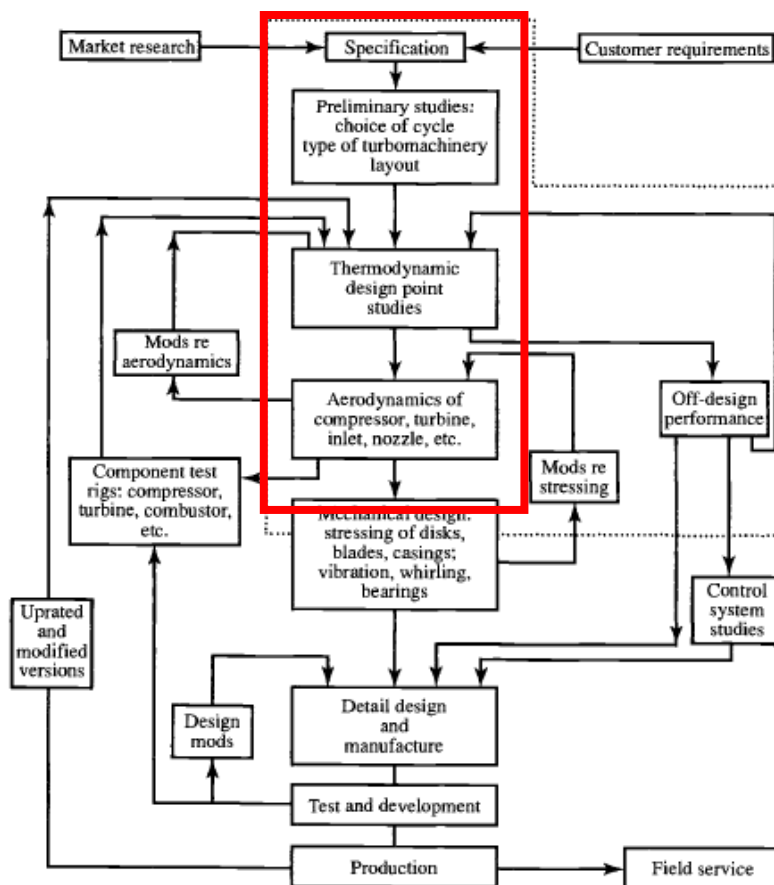 Market research
Specification
Customer requirements
Preliminary studies:
choice of cycle
type of turbomachinery
layout
Thermodynamic
design point
studies
Mods re
aerodynamics
Aerodynamics of
compressor, turbine,
inlet, nozzle, etc.
Off-design
performance
Component test
rigs: compressor,
turbine, combustor,
etc.
Mods re
stressing
Mechanical design:
stressing of disks,
blades, casings;
vibration, whirling,
bearings
Control
system
studies
Uprated
and
modified
versions
Design
mods
Detail design
and
manufacture
Test and development
Production
Field service